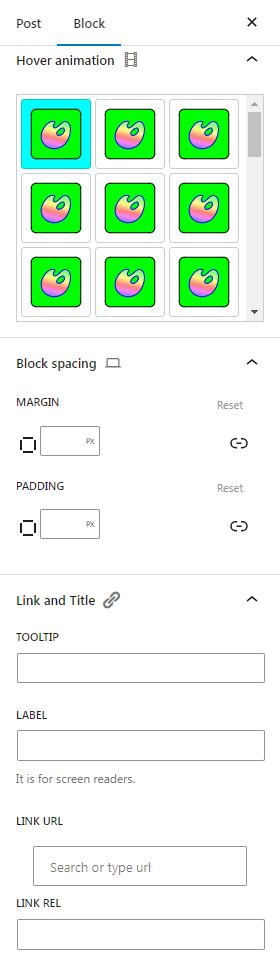 Post Block
Hover animation
Block spacing
MARGIN Reset
PX
PADDING Reset
PX
Link and Title
TOOLTIP
LABEL
It is for screen readers.
LINK URL
Search or type url
LINK REL